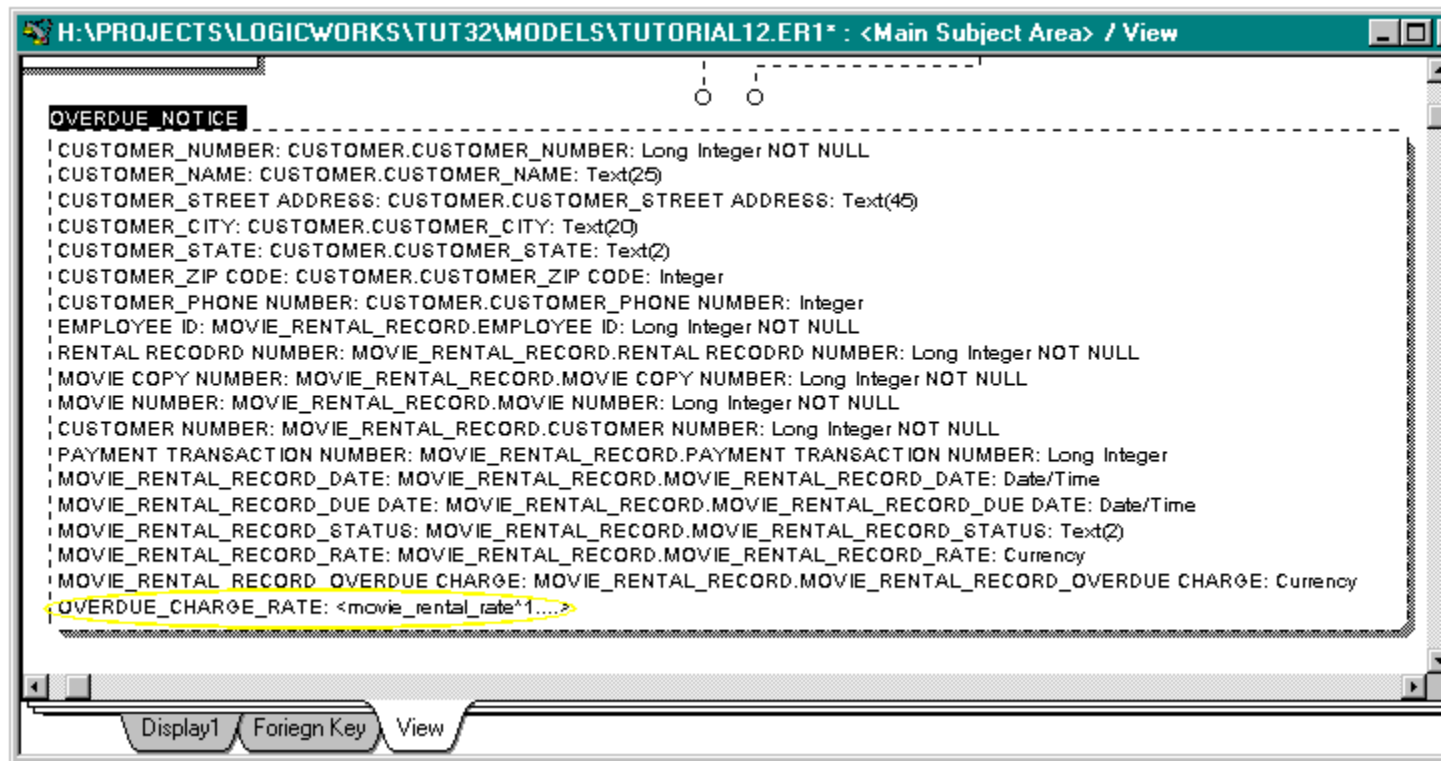 H:\PROJECTS\LOGICWORKS\TUT32\MODELS\TUTORIAL12.ER1* : <Main Subject Area> / View
OVERDUE_NOTICE
CUSTOMER_NUMBER: CUSTOMER.CUSTOMER_NUMBER: Long Integer NOT NULL
CUSTOMER_NAME: CUSTOMER.CUSTOMER_NAME: Text(25)
CUSTOMER_STREET ADDRESS: CUSTOMER.CUSTOMER_STREET ADDRESS: Text(45)
CUSTOMER_CITY: CUSTOMER.CUSTOMER_CITY: Text(20)
CUSTOMER_STATE: CUSTOMER.CUSTOMER_STATE: Text(2)
CUSTOMER_ZIP CODE: CUSTOMER.CUSTOMER_ZIP CODE: Integer
CUSTOMER_PHONE NUMBER: CUSTOMER.CUSTOMER_PHONE NUMBER: Integer
EMPLOYEE ID: MOVIE_RENTAL_RECORD.EMPLOYEE ID: Long Integer NOT NULL
RENTAL RECODRD NUMBER: MOVIE_RENTAL_RECORD.RENTAL RECODRD NUMBER: Long Integer NOT NULL
MOVIE COPY NUMBER: MOVIE_RENTAL_RECORD.MOVIE COPY NUMBER: Long Integer NOT NULL
MOVIE NUMBER: MOVIE_RENTAL_RECORD.MOVIE NUMBER: Long Integer NOT NULL
CUSTOMER NUMBER: MOVIE_RENTAL_RECORD.CUSTOMER NUMBER: Long Integer NOT NULL
PAYMENT TRANSACTION NUMBER: MOVIE_RENTAL_RECORD.PAYMENT TRANSACTION NUMBER: Long Integer
MOVIE_RENTAL_RECORD_DATE: MOVIE_RENTAL_RECORD.MOVIE_RENTAL_RECORD_DATE: Date/Time
MOVIE_RENTAL_RECORD_DUE DATE: MOVIE_RENTAL_RECORD.MOVIE_RENTAL_RECORD_DUE DATE: Date/Time
MOVIE_RENTAL_RECORD_STATUS: MOVIE_RENTAL_RECORD.MOVIE_RENTAL_RECORD_STATUS: Text(2)
MOVIE_RENTAL_RECORD_RATE: MOVIE_RENTAL_RECORD.MOVIE_RENTAL_RECORD_RATE: Currency
MOVIE_RENTAL_RECORD_OVERDUE CHARGE: MOVIE_RENTAL_RECORD.MOVIE_RENTAL_RECORD_OVERDUE CHARGE: Currency
OVERDUE_CHARGE_RATE: <movie_rental_rate^1....>
Display1 Foriegn Key View